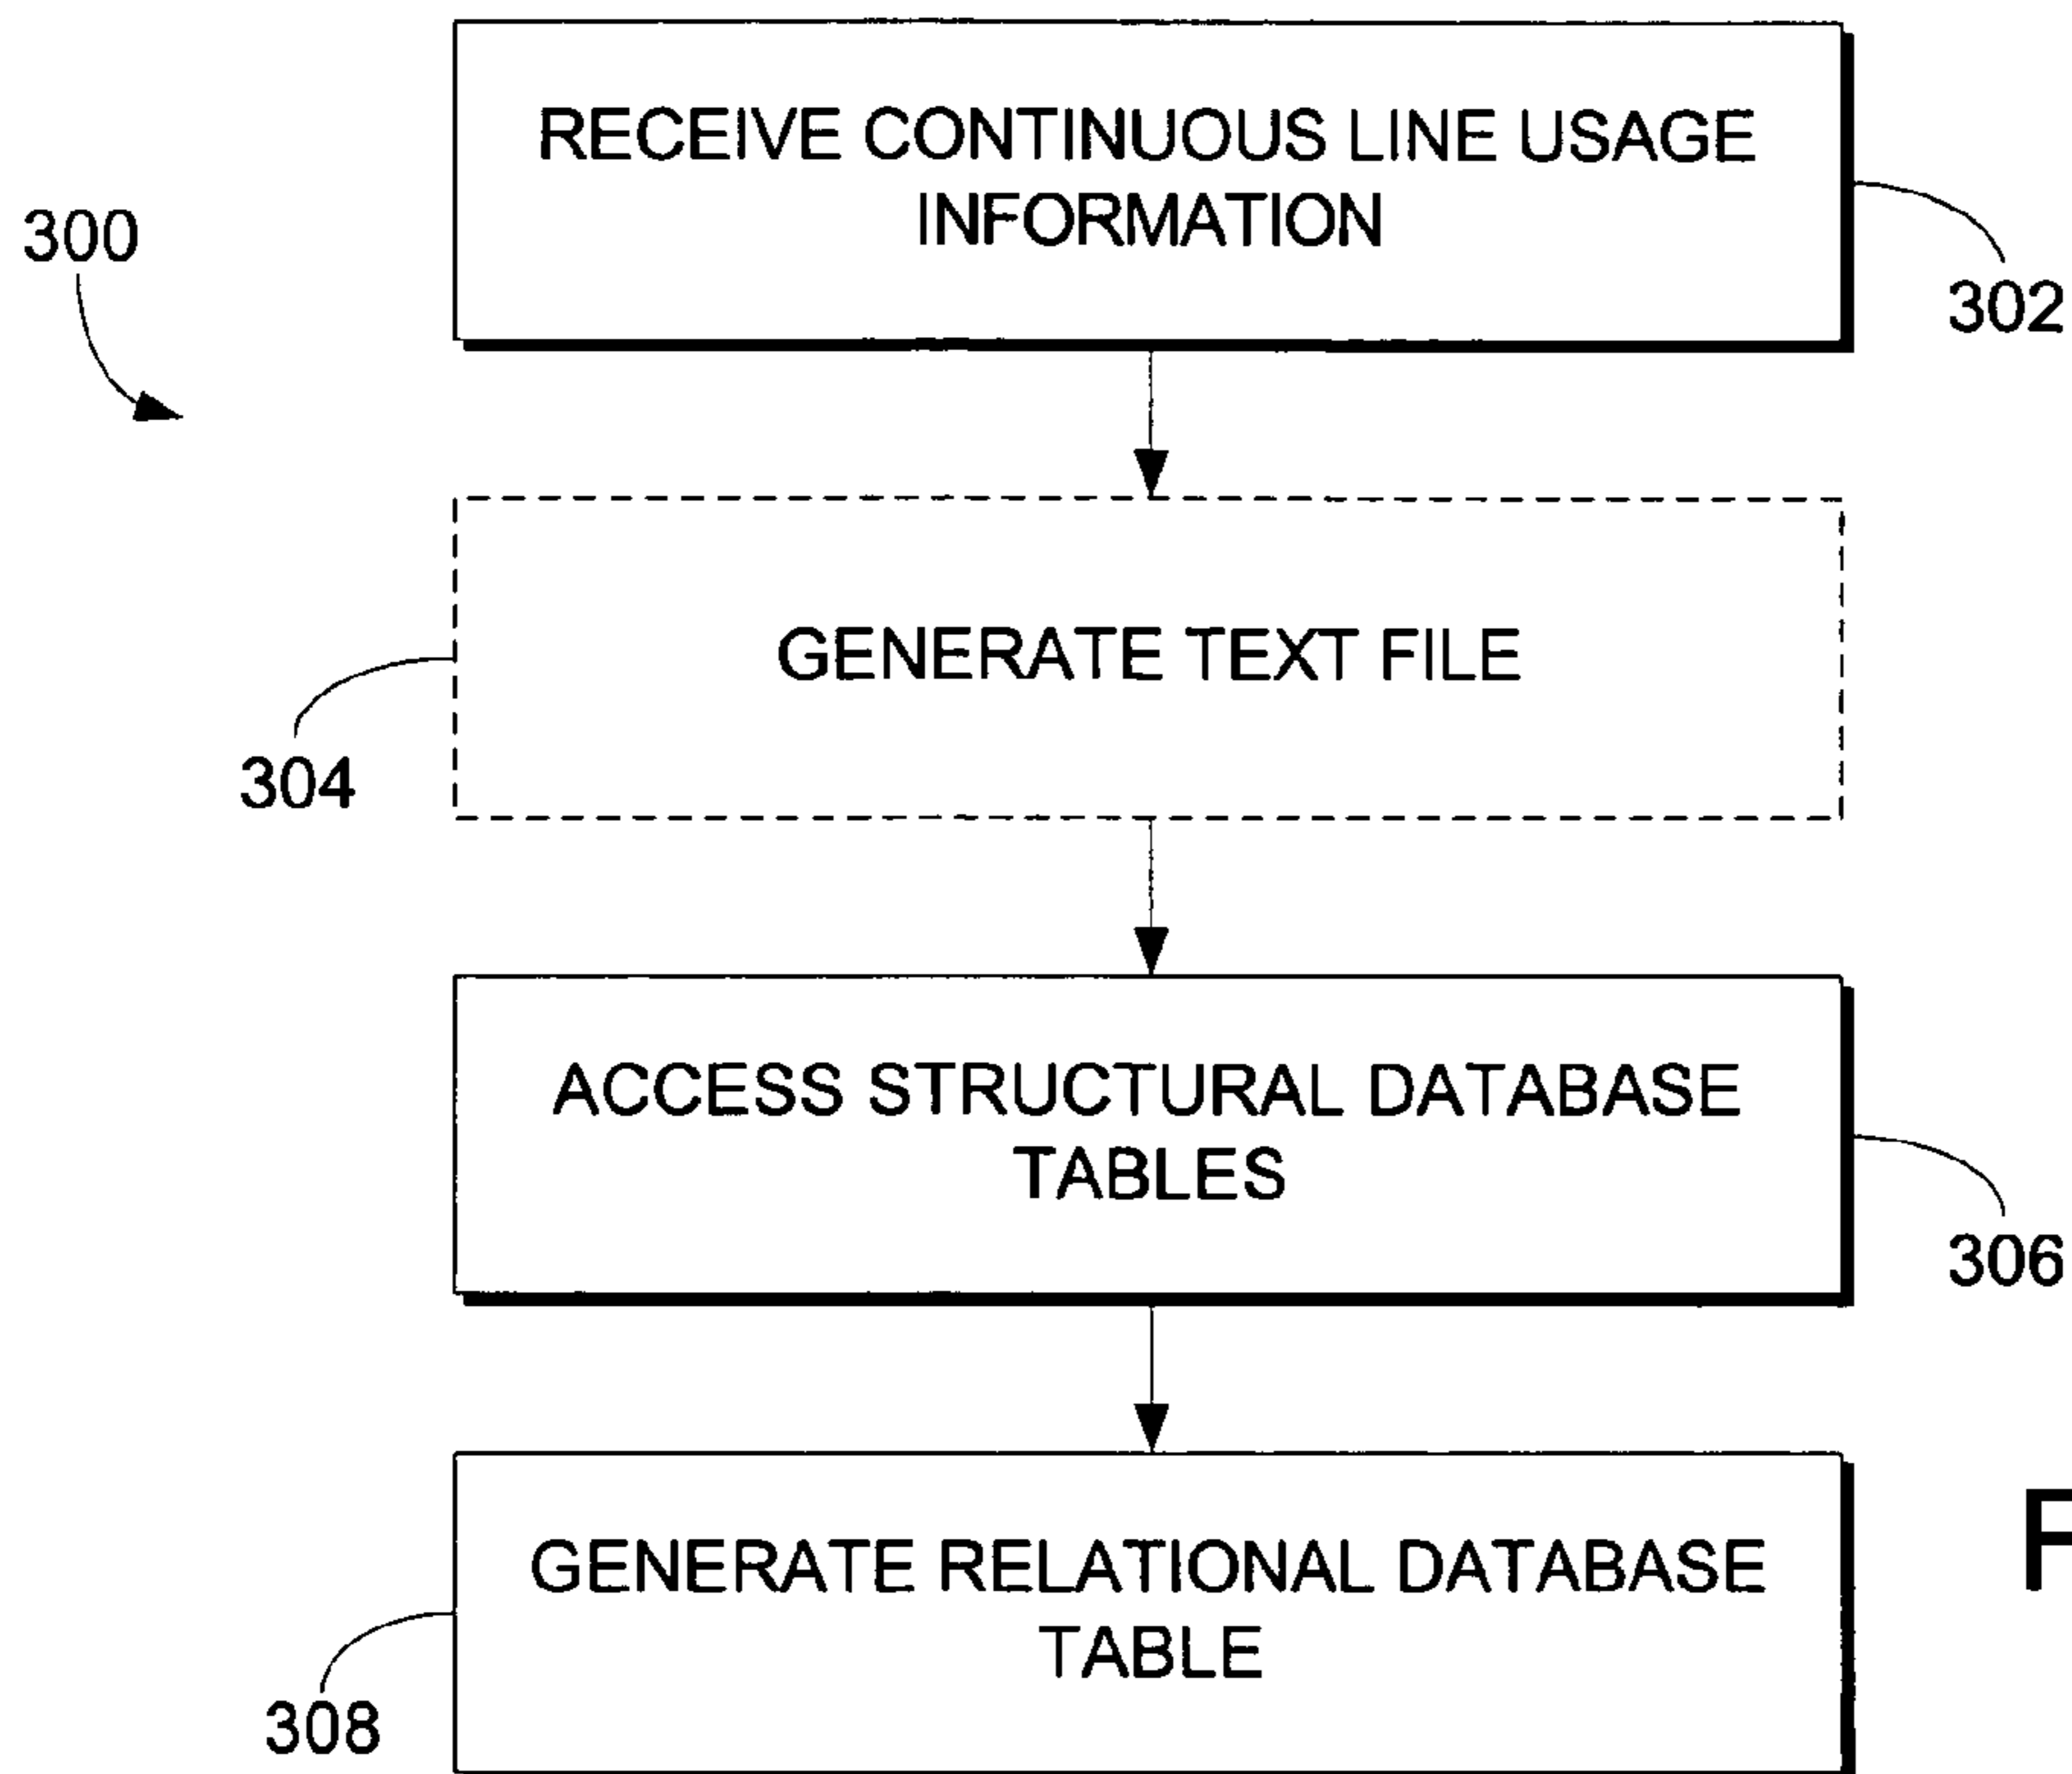 RECEIVE CONTINUOUS LINE USAGE
INFORMATION
300
302
GENERATE TEXT FILE
304
ACCESS STRUCTURAL DATABASE
TABLES
306
GENERATE RELATIONAL DATABASE
TABLE
308